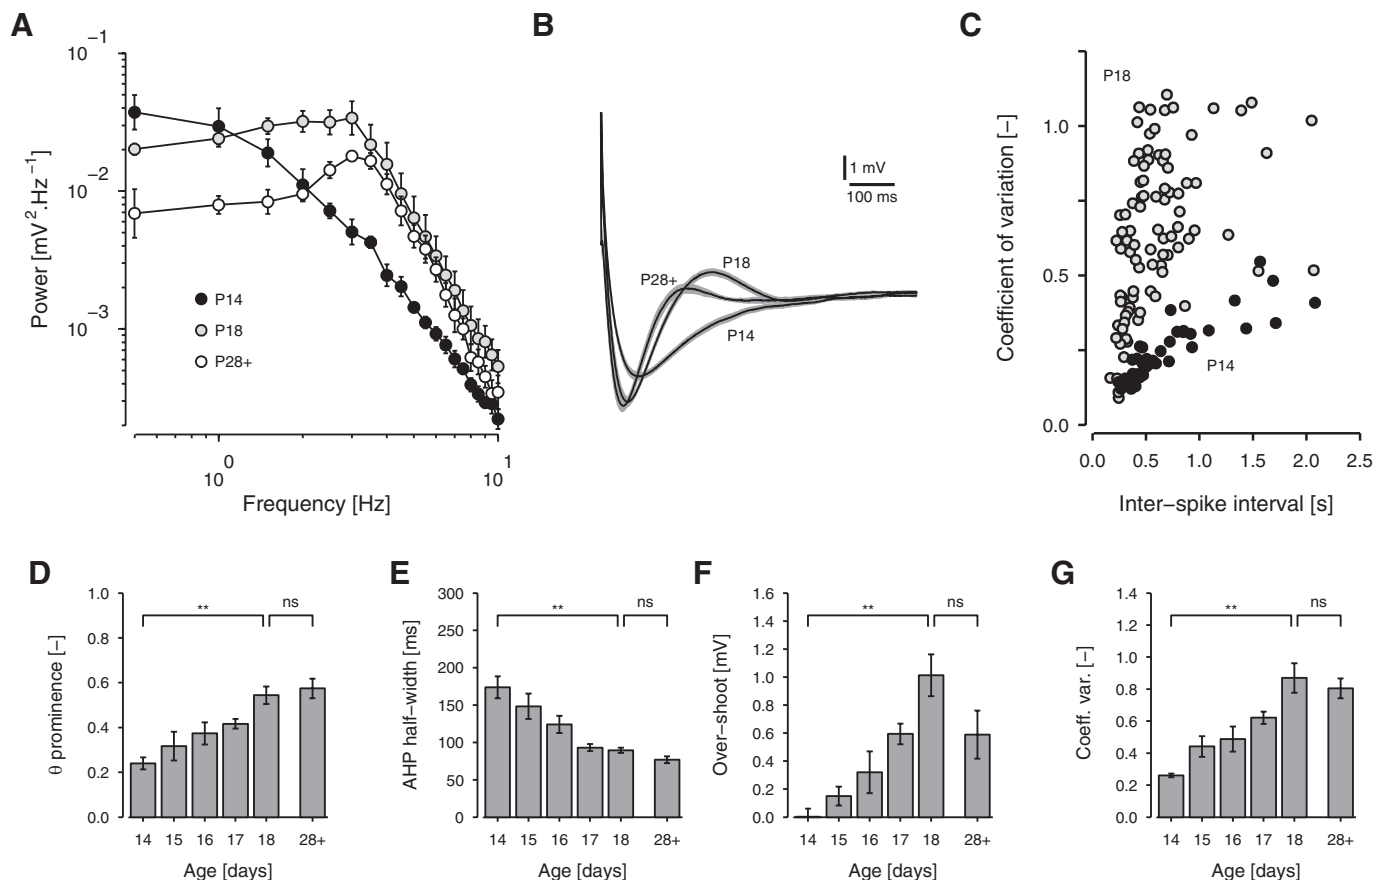 A
B
C
10⁻¹
10⁻²
10⁻³
Power [mV².Hz⁻¹]
P14
P18
P28+
10⁰
10¹
Frequency [Hz]
1 mV
100 ms
P28+
P18
P14
P18
P14
1.0
0.5
0.0
Coefficient of variation [−]
0.0 0.5 1.0 1.5 2.0 2.5
Inter−spike interval [s]
D
E
F
G
1.0
0.8
0.6
0.4
0.2
0.0
θ prominence [−]
** ns
14 15 16 17 18 28+
Age [days]
300
250
200
150
100
50
0
AHP half−width [ms]
** ns
14 15 16 17 18 28+
Age [days]
1.6
1.4
1.2
1.0
0.8
0.6
0.4
0.2
0.0
Over−shoot [mV]
** ns
14 15 16 17 18 28+
Age [days]
1.4
1.2
1.0
0.8
0.6
0.4
0.2
0.0
Coeff. var. [−]
** ns
14 15 16 17 18 28+
Age [days]